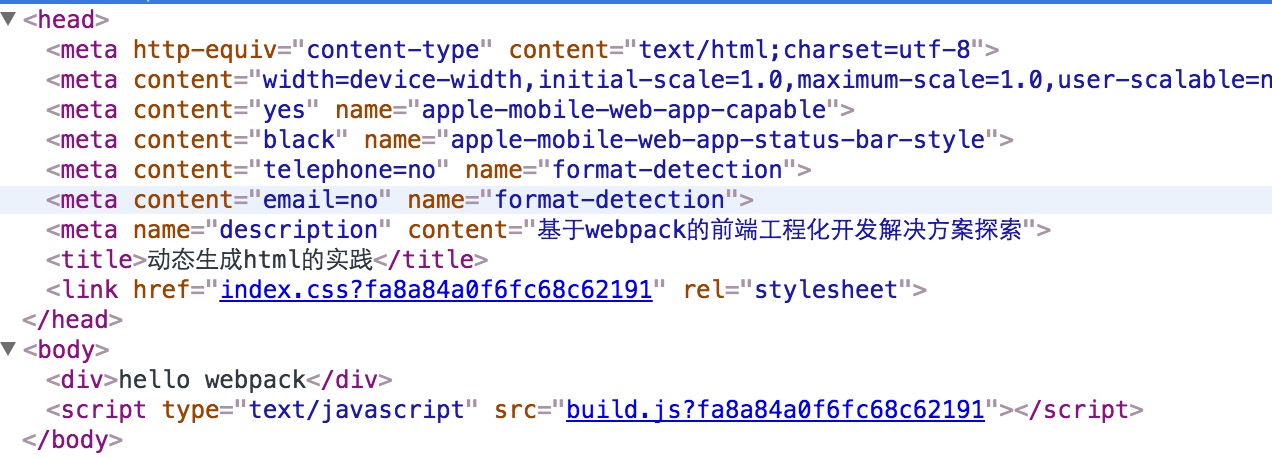 <head>
<meta http-equiv="content-type" content="text/html;charset=utf-8">
<meta content="width=device-width,initial-scale=1.0,maximum-scale=1.0,user-scalable=n
<meta content="yes" name="apple-mobile-web-app-capable">
<meta content="black" name="apple-mobile-web-app-status-bar-style">
<meta content="telephone=no" name="format-detection">
<meta content="email=no" name="format-detection">
<meta name="description" content="基于webpack的前端工程化开发解决方案探索">
<title>动态生成html的实践</title>
<link href="index.css?fa8a84a0f6fc68c62191" rel="stylesheet">
</head>
<body>
<div>hello webpack</div>
<script type="text/javascript" src="build.js?fa8a84a0f6fc68c62191"></script>
</body>